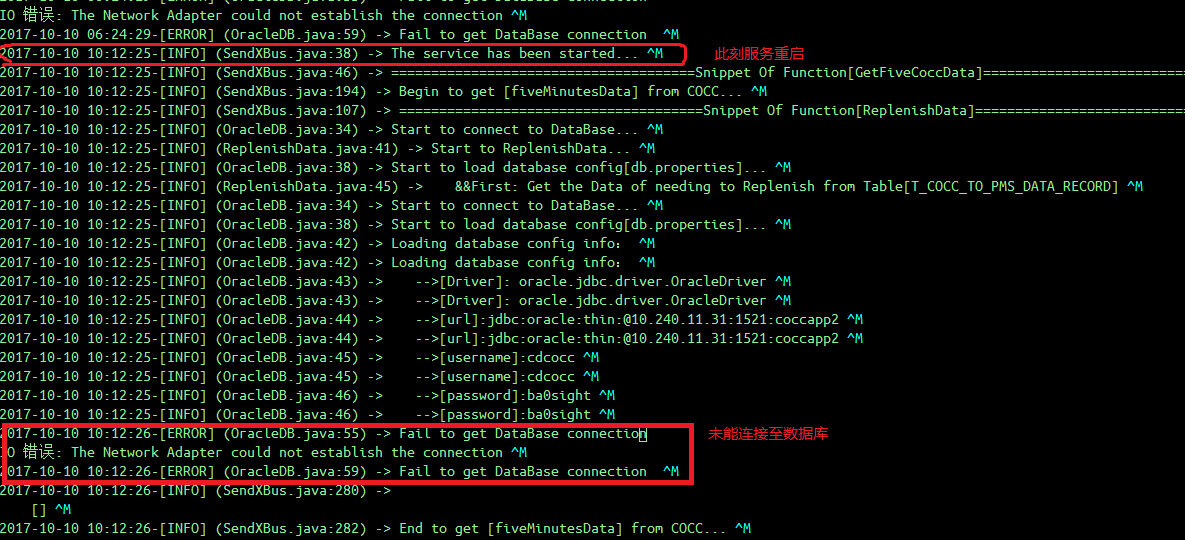 IO 错误: The Network Adapter could not establish the connection ^M
2017-10-10 06:24:29-[ERROR] (OracleDB.java:59) -> Fail to get DataBase connection  ^M
2017-10-10 10:12:25-[INFO] (SendXBus.java:38) -> The service has been started... ^M 此刻服务重启
2017-10-10 10:12:25-[INFO] (SendXBus.java:46) -> ======================================Snippet Of Function[GetFiveCoccData]=========================
2017-10-10 10:12:25-[INFO] (SendXBus.java:194) -> Begin to get [fiveMinutesData] from COCC... ^M
2017-10-10 10:12:25-[INFO] (SendXBus.java:107) -> ======================================Snippet Of Function[ReplenishData]==========================
2017-10-10 10:12:25-[INFO] (OracleDB.java:34) -> Start to connect to DataBase... ^M
2017-10-10 10:12:25-[INFO] (ReplenishData.java:41) -> Start to ReplenishData... ^M
2017-10-10 10:12:25-[INFO] (OracleDB.java:38) -> Start to load database config[db.properties]... ^M
2017-10-10 10:12:25-[INFO] (ReplenishData.java:45) ->    &&First: Get the Data of needing to Replenish from Table[T_COCC_TO_PMS_DATA_RECORD] ^M
2017-10-10 10:12:25-[INFO] (OracleDB.java:34) -> Start to connect to DataBase... ^M
2017-10-10 10:12:25-[INFO] (OracleDB.java:38) -> Start to load database config[db.properties]... ^M
2017-10-10 10:12:25-[INFO] (OracleDB.java:42) -> Loading database config info： ^M
2017-10-10 10:12:25-[INFO] (OracleDB.java:42) -> Loading database config info： ^M
2017-10-10 10:12:25-[INFO] (OracleDB.java:43) ->    -->[Driver]: oracle.jdbc.driver.OracleDriver ^M
2017-10-10 10:12:25-[INFO] (OracleDB.java:43) ->    -->[Driver]: oracle.jdbc.driver.OracleDriver ^M
2017-10-10 10:12:25-[INFO] (OracleDB.java:44) ->    -->[url]:jdbc:oracle:thin:@10.240.11.31:1521:coccapp2 ^M
2017-10-10 10:12:25-[INFO] (OracleDB.java:44) ->    -->[url]:jdbc:oracle:thin:@10.240.11.31:1521:coccapp2 ^M
2017-10-10 10:12:25-[INFO] (OracleDB.java:45) ->    -->[username]:cdcocc ^M
2017-10-10 10:12:25-[INFO] (OracleDB.java:45) ->    -->[username]:cdcocc ^M
2017-10-10 10:12:25-[INFO] (OracleDB.java:46) ->    -->[password]:ba0sight ^M
2017-10-10 10:12:25-[INFO] (OracleDB.java:46) ->    -->[password]:ba0sight ^M
2017-10-10 10:12:26-[ERROR] (OracleDB.java:55) -> Fail to get DataBase connection 未能连接至数据库
IO 错误: The Network Adapter could not establish the connection ^M
2017-10-10 10:12:26-[ERROR] (OracleDB.java:59) -> Fail to get DataBase connection  ^M
2017-10-10 10:12:26-[INFO] (SendXBus.java:280) ->
[] ^M
2017-10-10 10:12:26-[INFO] (SendXBus.java:282) -> End to get [fiveMinutesData] from COCC... ^M